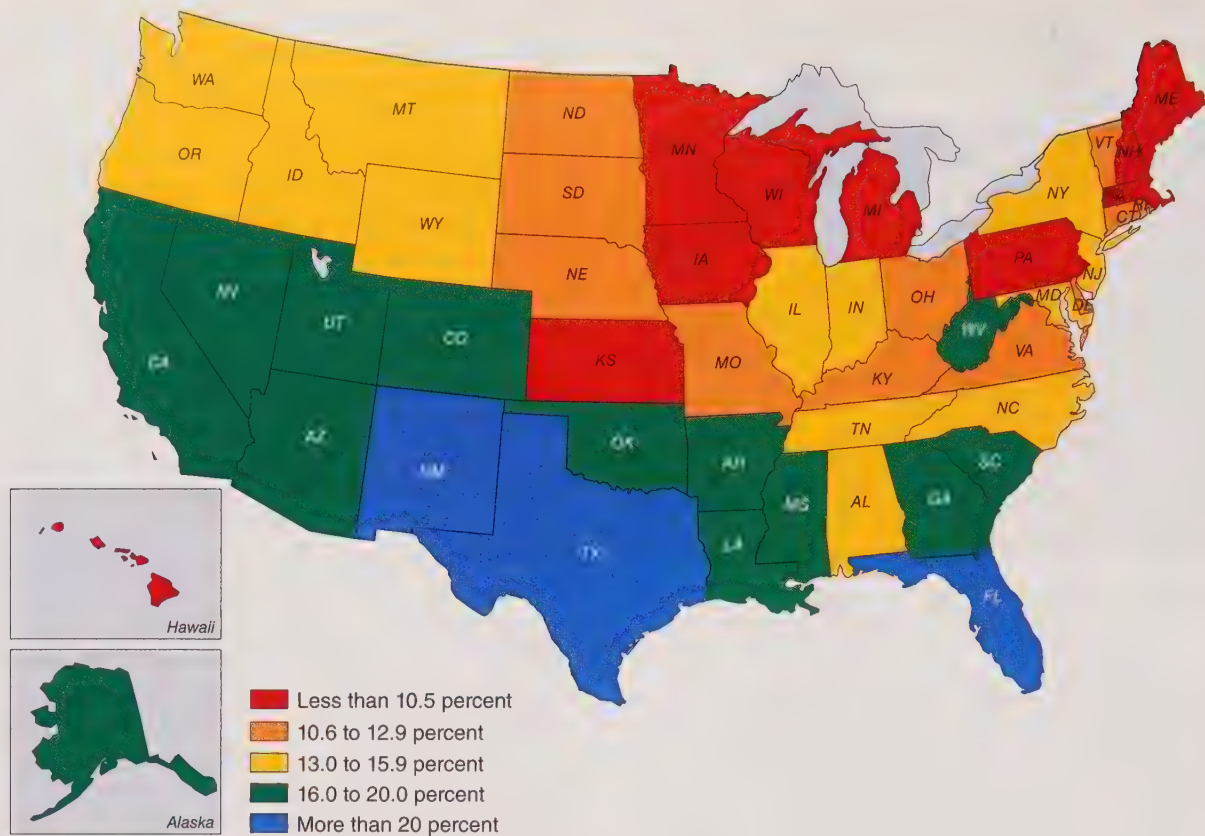 WA
MT
ND
MN
ME
VT
NH
OR
ID
SD
WI
MI
NY
WY
CT
IA
PA
NE
NJ
NV
IL
IN
OH
MD
DE
UT
CO
WV
CA
KS
MO
VA
KY
NC
AZ
TN
OK
NM
AR
SC
MS
AL
GA
TX
LA
FL
Hawaii
Alaska
Less than 10.5 percent
10.6 to 12.9 percent
13.0 to 15.9 percent
16.0 to 20.0 percent
More than 20 percent